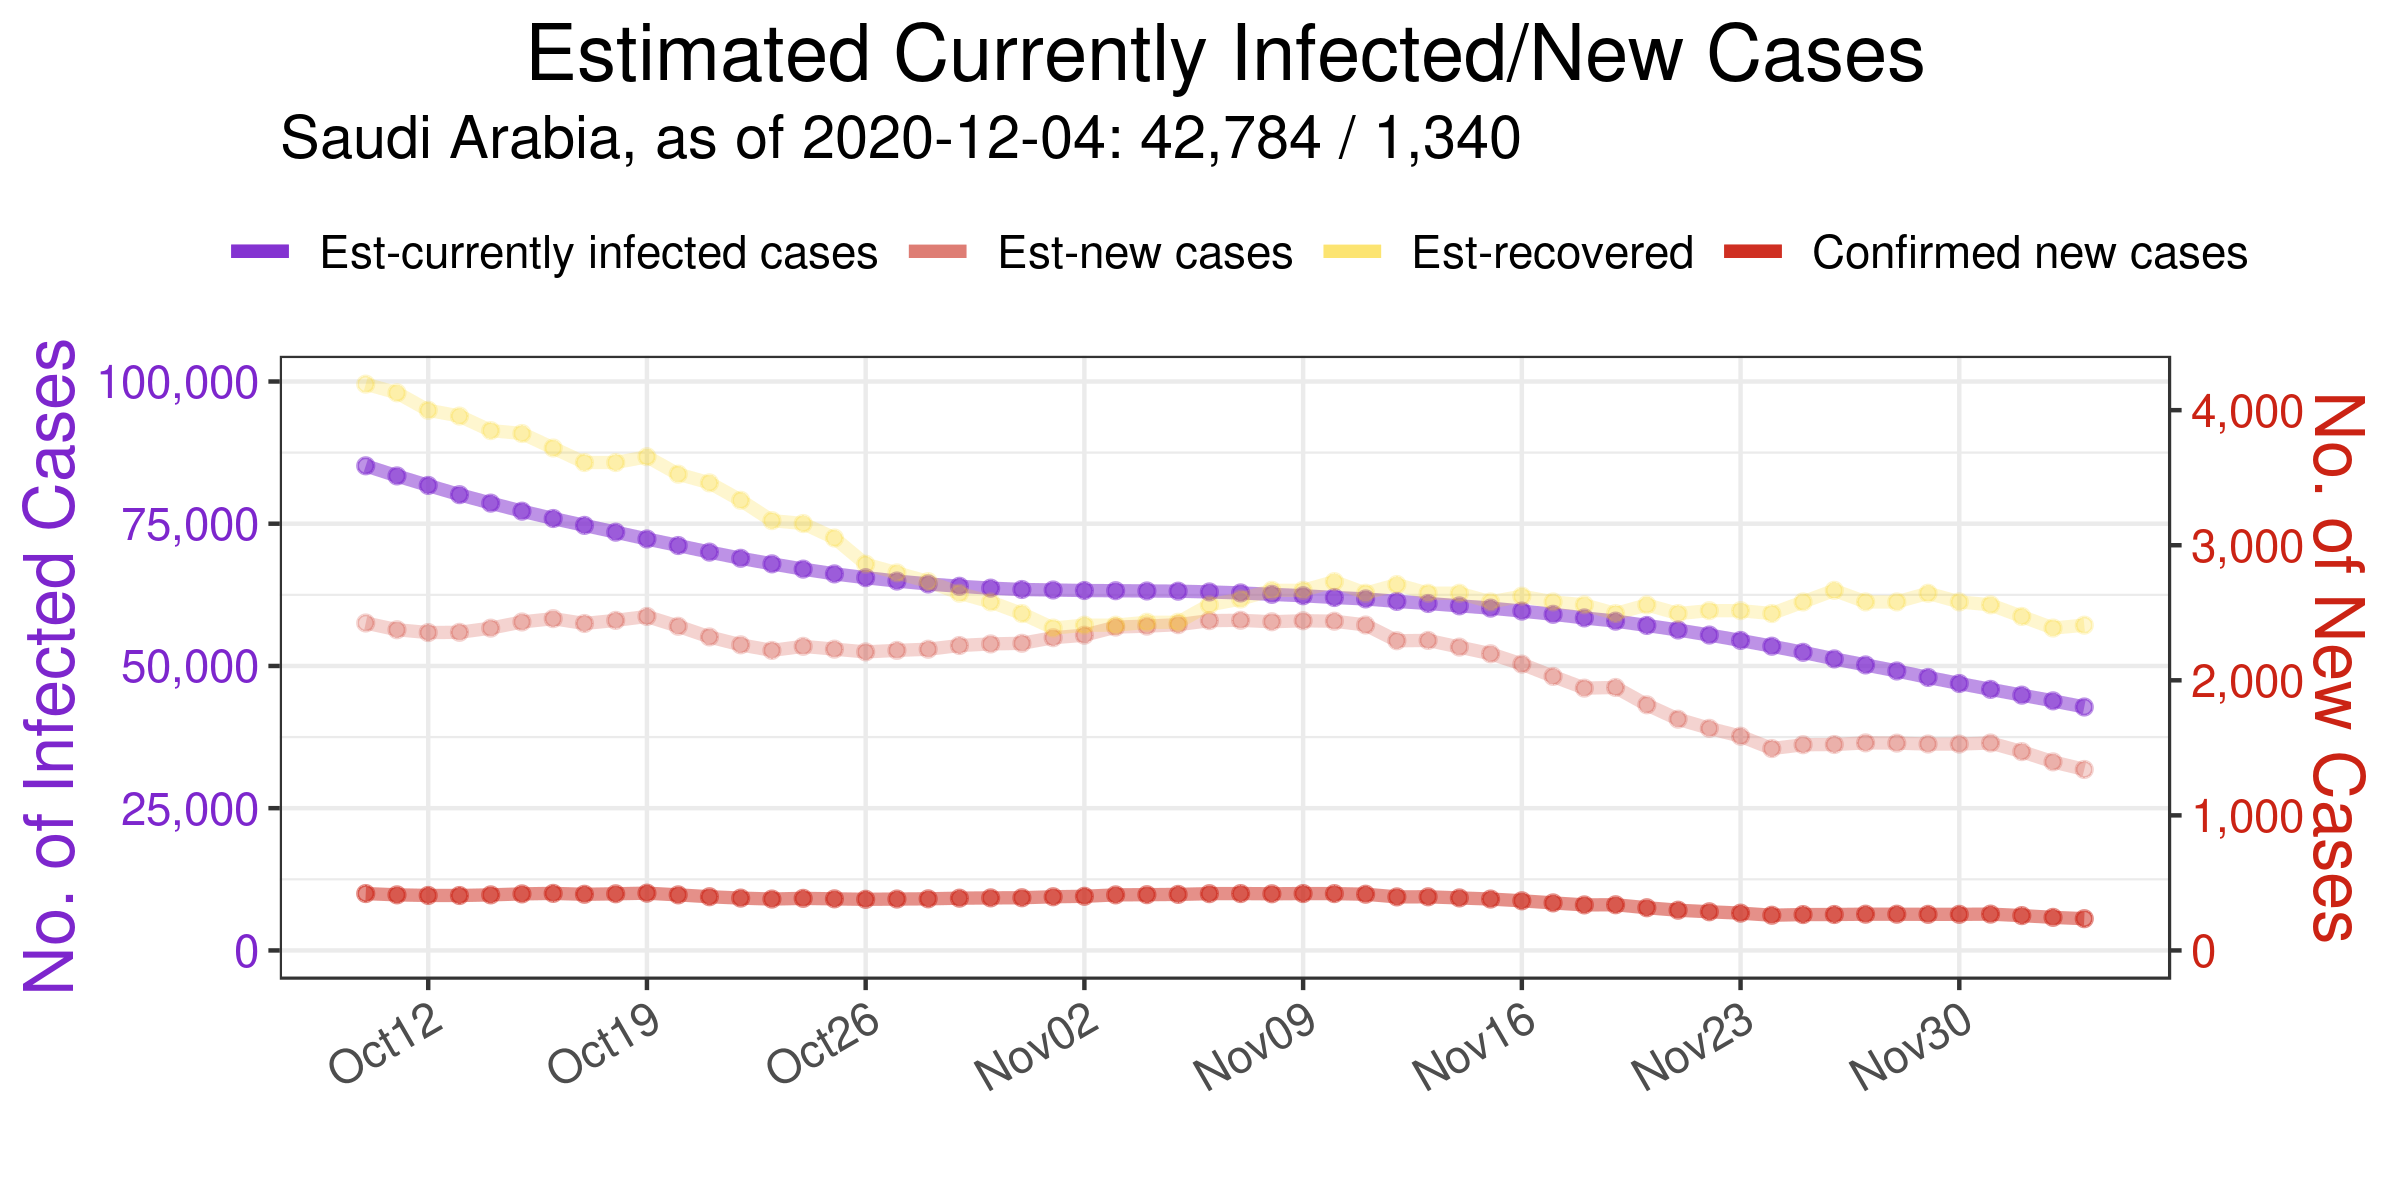 Estimated Currently Infected/New Cases
Saudi Arabia, as of 2020-12-04: 42,784 / 1,340
Est-currently infected cases Est-new cases Est-recovered Confirmed new cases
No. of Infected Cases
100,000
75,000
50,000
25,000
0
4,000
3,000
2,000
1,000
0
No. of New Cases
Oct12 Oct19 Oct26 Nov02 Nov09 Nov16 Nov23 Nov30